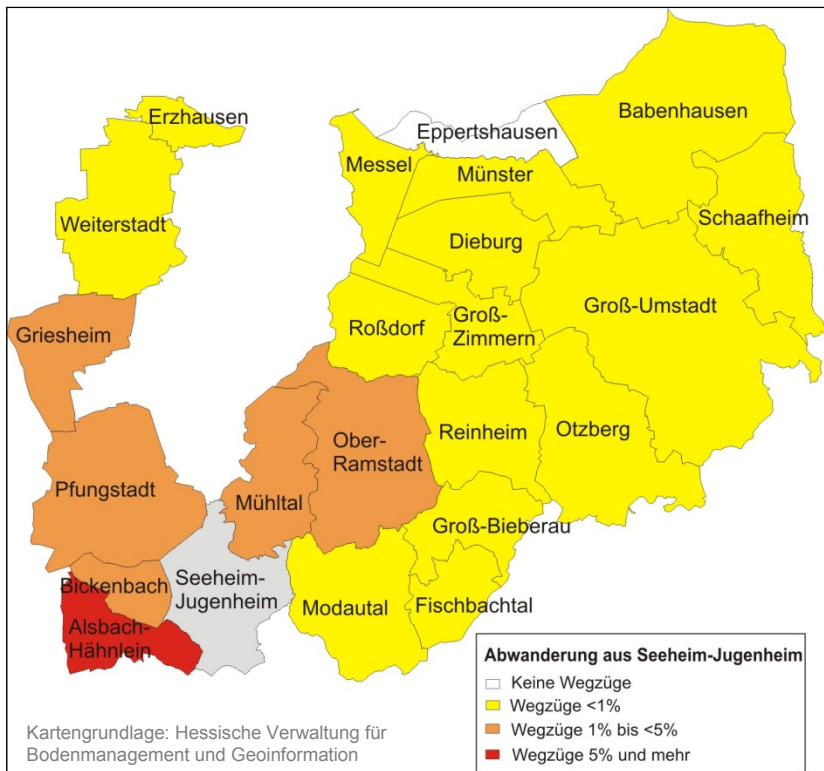 Erzhausen
Babenhausen
Eppertshausen
Messel
Münster
Weiterstadt
Schaafheim
Dieburg
Groß-Umstadt
Griesheim
Roßdorf
Groß-
Zimmern
Ober-
Ramstadt
Reinheim
Otzberg
Pfungstadt
Mühltal
Groß-Bieberau
Bickenbach
Seeheim-
Jugenheim
Modautal
Fischbachtal
Alsbach-
Hähnlein
Abwanderung aus Seeheim-Jugenheim
Keine Wegzüge
Wegzüge <1%
Wegzüge 1% bis <5%
Wegzüge 5% und mehr
Kartengrundlage: Hessische Verwaltung für
Bodenmanagement und Geoinformation